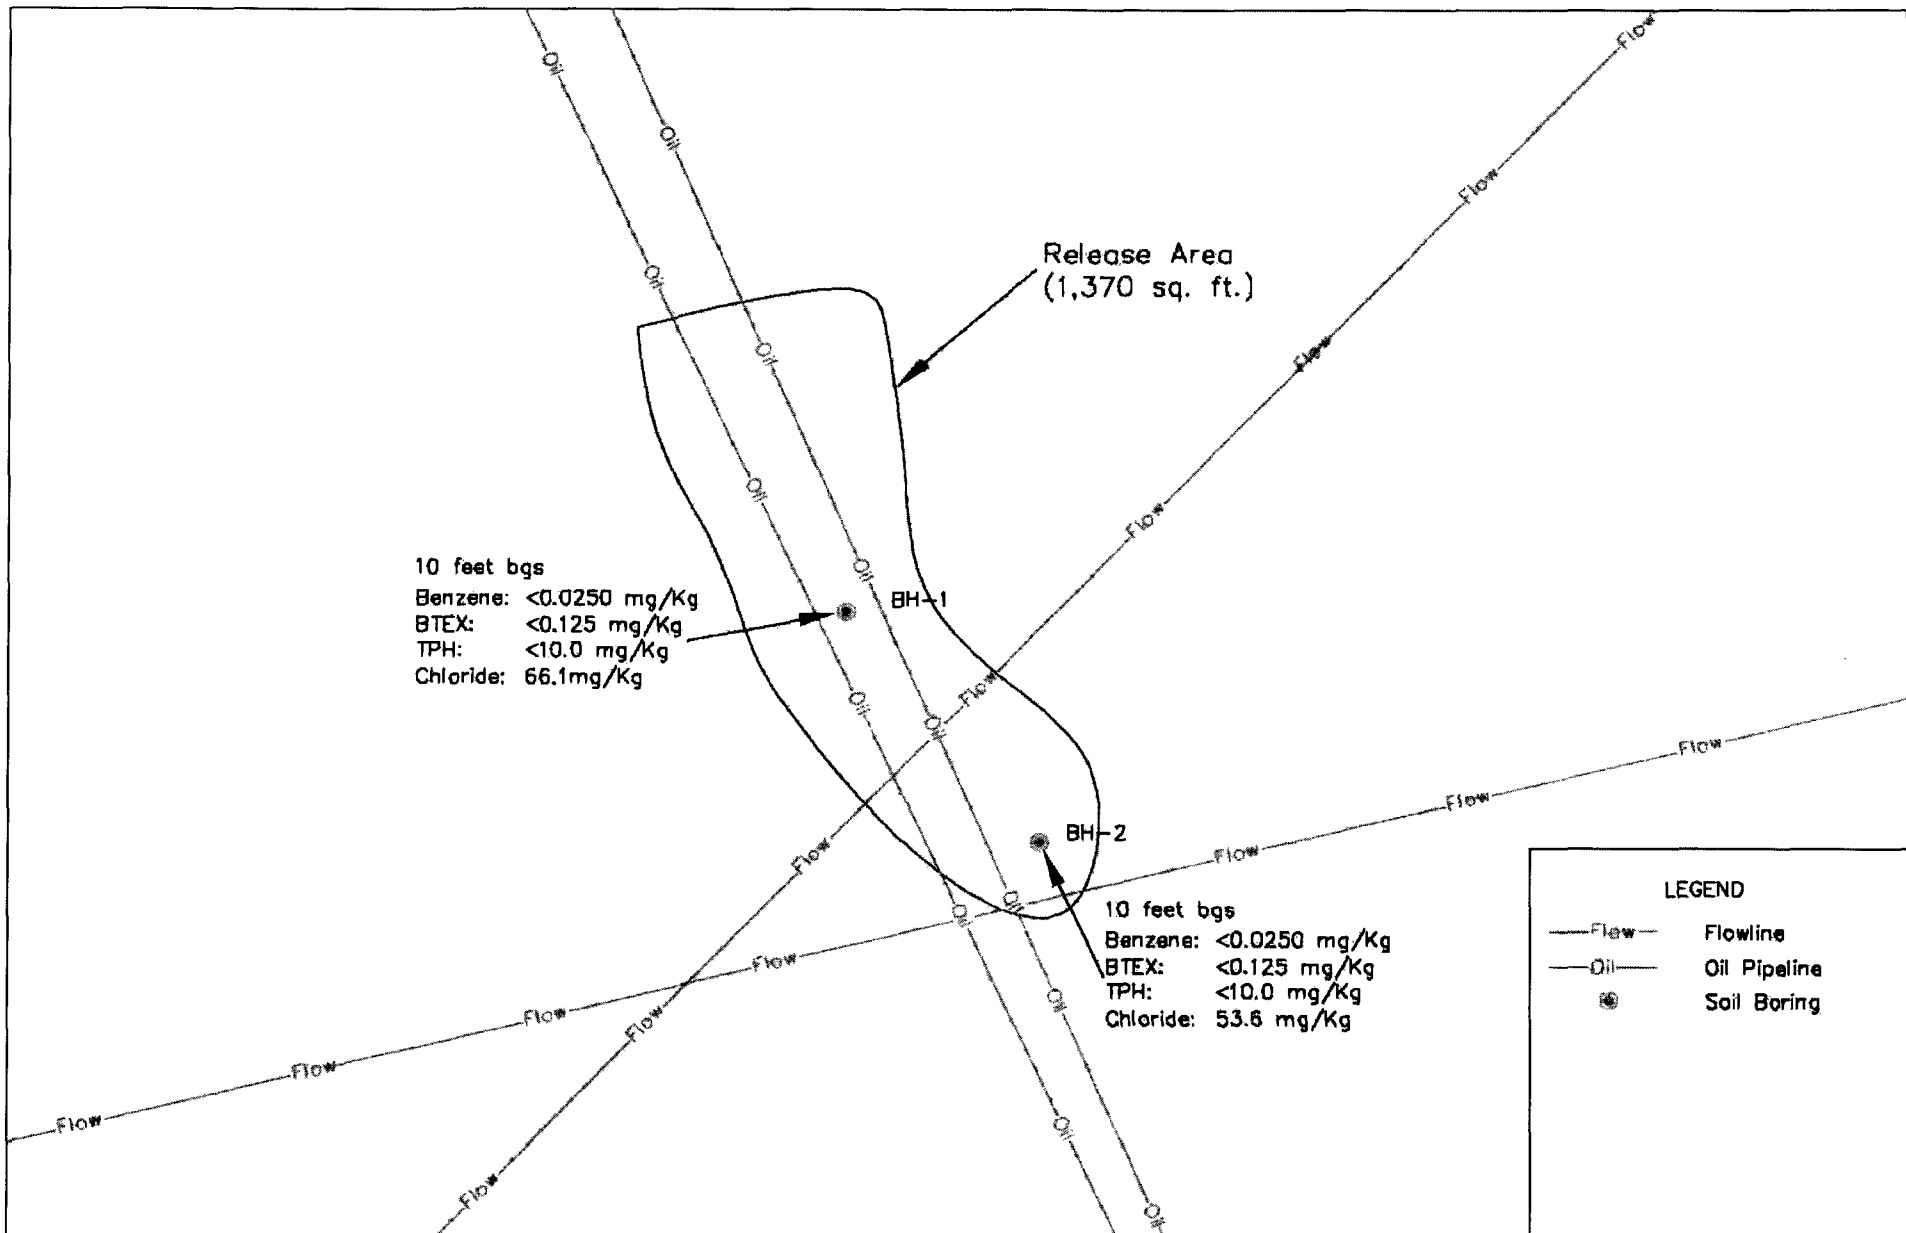 Oil
Oil
Flow
Flow
Release Area
(1,370 sq. ft.)
Oil
Oil
Flow
Oil
Flow
10 feet bgs
Benzene: <0.0250 mg/Kg
BTEX: <0.125 mg/Kg
TPH: <10.0 mg/Kg
Chloride: 66.1mg/Kg
Oil
BH-1
Oil
Flow
Oil
Flow
Flow
BH-2
Flow
Flow
Oil
Oil
10 feet bgs
Benzene: <0.0250 mg/Kg
BTEX: <0.125 mg/Kg
TPH: <10.0 mg/Kg
Chloride: 53.6 mg/Kg
Flow
Oil
Flow
Flow
Flow
Flow
Oil
Flow
Oil
LEGEND
Flow Flowline
Oil Oil Pipeline
Soil Boring